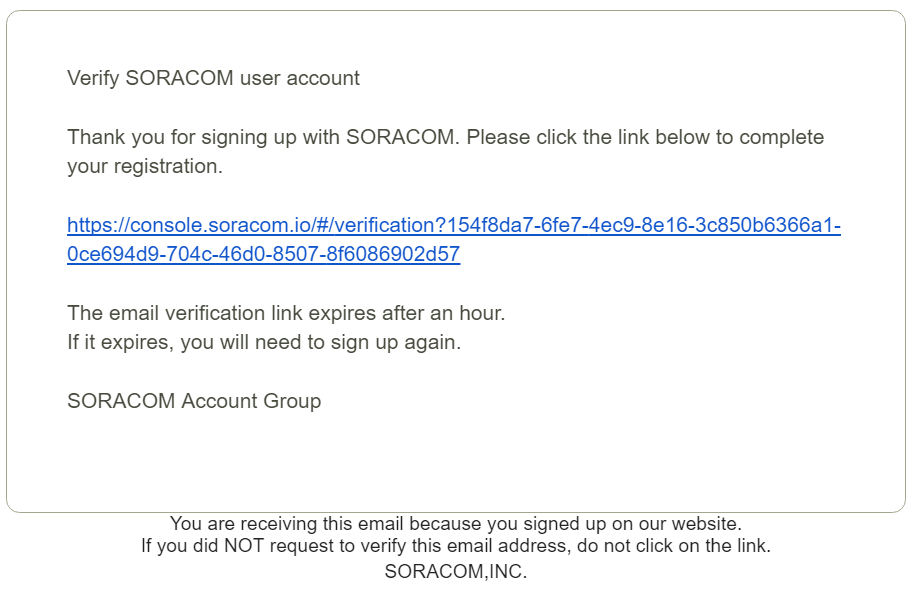 Verify SORACOM user account
Thank you for signing up with SORACOM. Please click the link below to complete
your registration.
https://console.soracom.io/#/verification?154f8da7-6fe7-4ec9-8e16-3c850b6366a1-
0ce694d9-704c-46d0-8507-8f6086902d57
The email verification link expires after an hour.
If it expires, you will need to sign up again.
SORACOM Account Group
You are receiving this email because you signed up on our website.
If you did NOT request to verify this email address, do not click on the link.
SORACOM,INC.